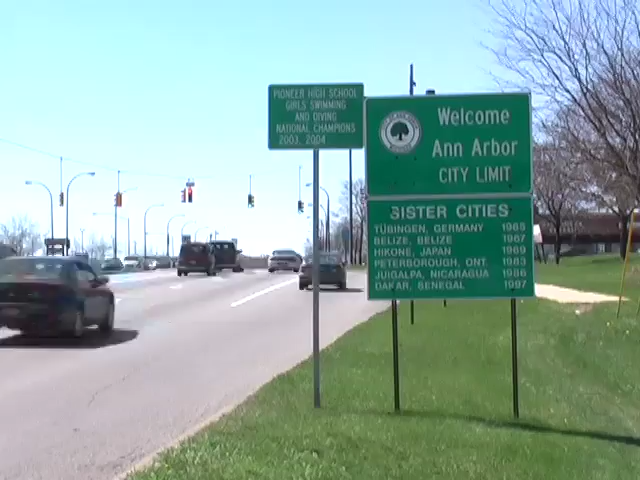 PIONEER HIGH SCHOOL
GIRLS SWIMMING
AND DIVING
NATIONAL CHAMPIONS
2003, 2004
Welcome
Ann Arbor
CITY LIMIT
SISTER CITIES
TÜBINGEN, GERMANY 1965
BELIZE, BELIZE 1967
HIKONE, JAPAN 1969
PETERBOROUGH, ONT. 1983
JUIGALPA, NICARAGUA 1986
DAKAR, SENEGAL 1997